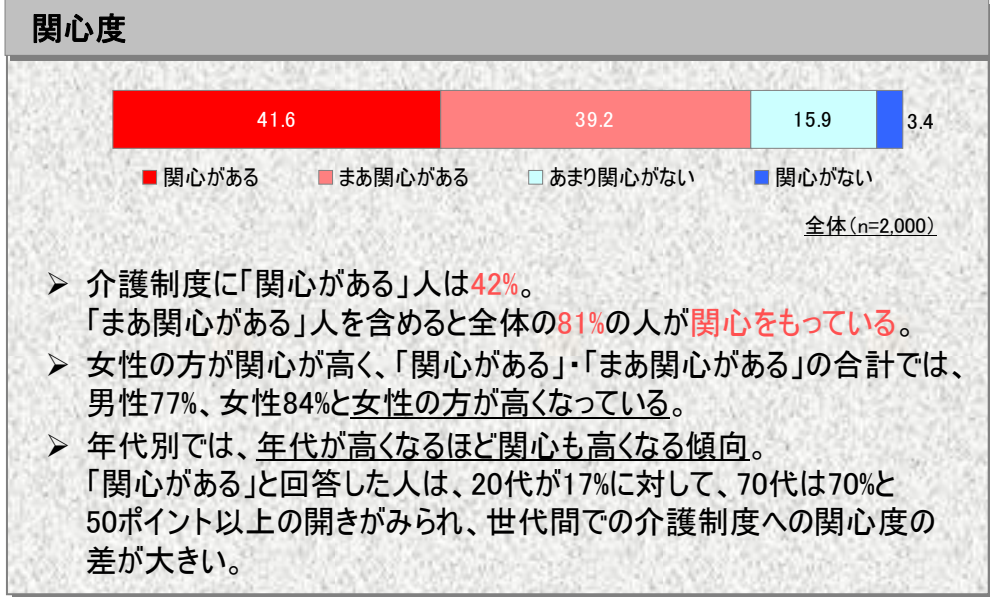 関心度
41.6 39.2 15.9 3.4
■ 関心がある ■ まあ関心がある □ あまり関心がない ■ 関心がない
全体(n=2,000)
➢ 介護制度に「関心がある」人は42%。
「まあ関心がある」人を含めると全体の81%の人が関心をもっている。
➢ 女性の方が関心が高く、「関心がある」・「まあ関心がある」の合計では、
男性77%、女性84%と女性の方が高くなっている。
➢ 年代別では、年代が高くなるほど関心も高くなる傾向。
「関心がある」と回答した人は、20代が17%に対して、70代は70%と
50ポイント以上の開きがみられ、世代間での介護制度への関心度の
差が大きい。